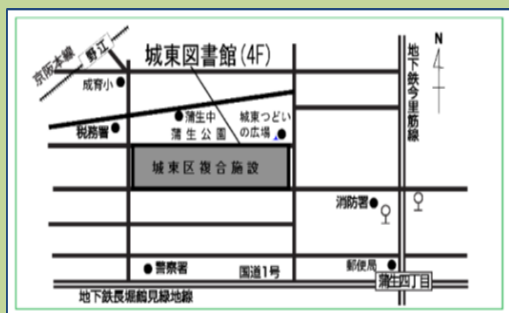 京阪本線
野江
城東図書館(4F)
N
地下鉄今里筋線
成育小
税務署
蒲生中
蒲生公園
城東つどい
の広場
城東区複合施設
消防署
警察署
国道1号
郵便局
蒲生四丁目
地下鉄長堀鶴見緑地線